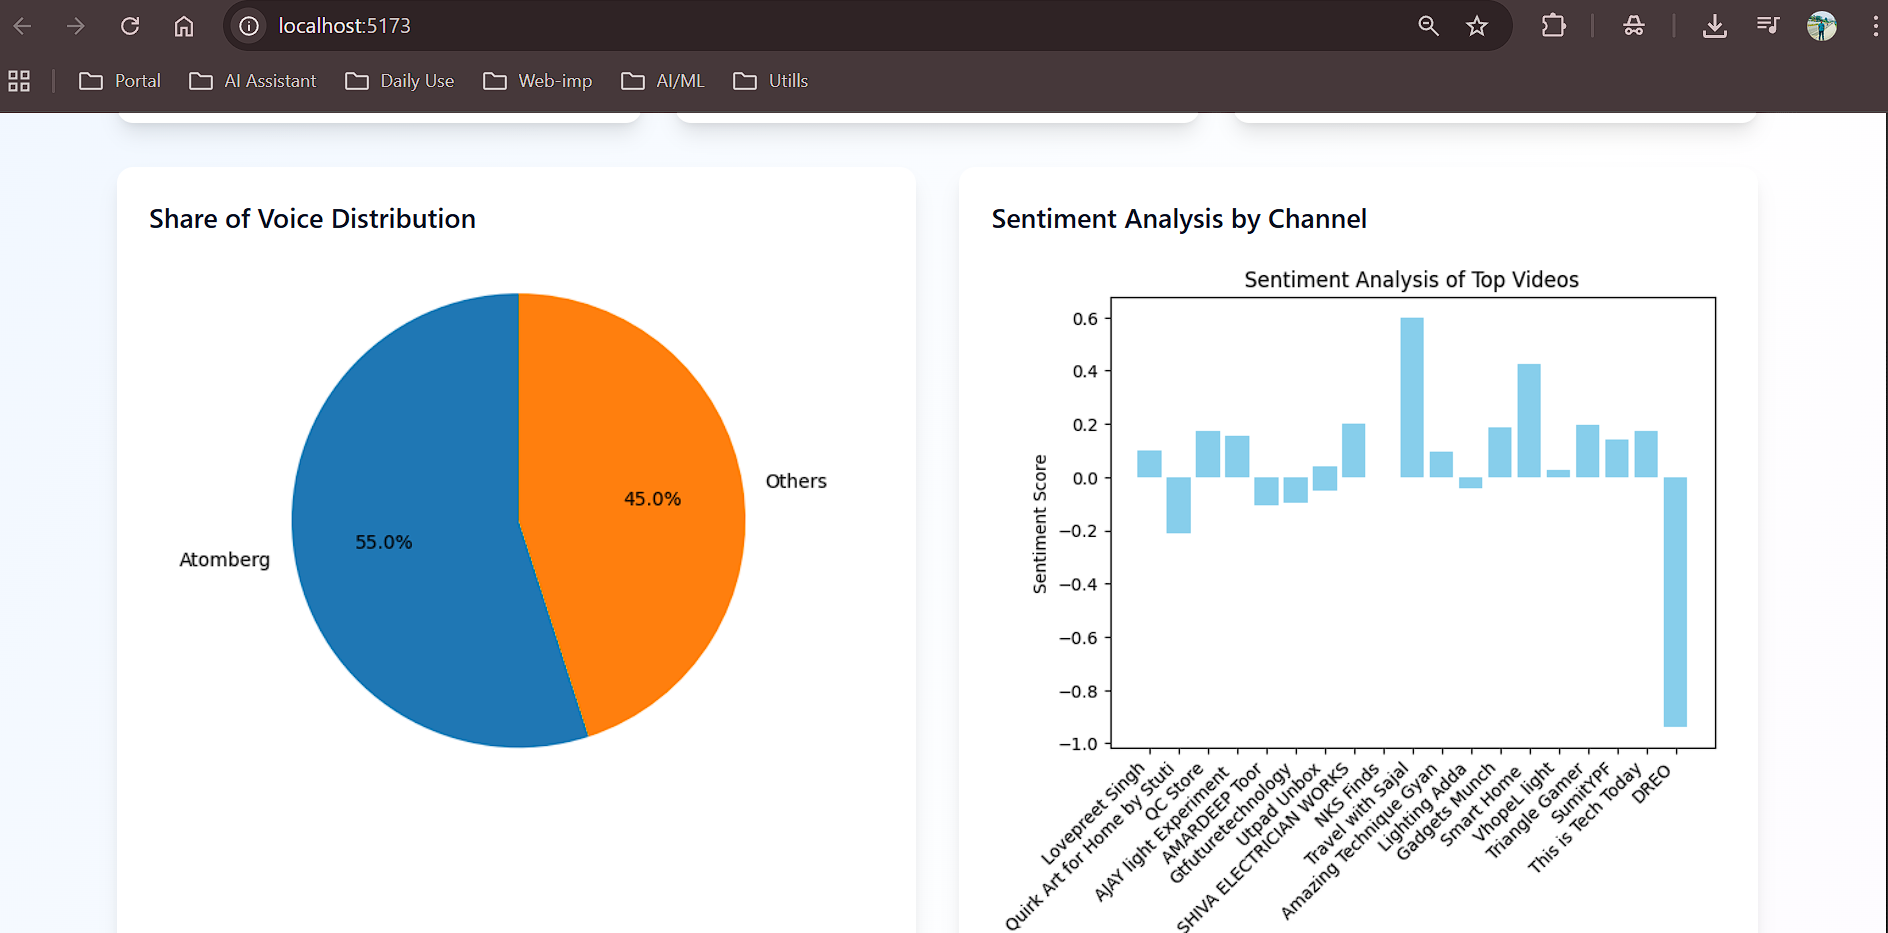 localhost:5173
Portal
AI Assistant
Daily Use
Web-imp
AI/ML
Utills
Share of Voice Distribution
Others
45.0%
55.0%
Atomberg
Sentiment Analysis by Channel
Sentiment Analysis of Top Videos
Sentiment Score
0.6
0.4
0.2
0.0
−0.2
−0.4
−0.6
−0.8
−1.0
Lovepreet Singh
Quirk Art for Home by Stuti
QC Store
AJAY light Experiment
AMARDEEP Toor
Gtfuturetechnology
Utpad Unbox
SHIVA ELECTRICIAN WORKS
NKS Finds
Travel with Sajal
Amazing Technique Gyan
Lighting Adda
Gadgets Munch
Smart Home
VhopeL light
Triangle Gamer
SumitYPF
This is Tech Today
DREO